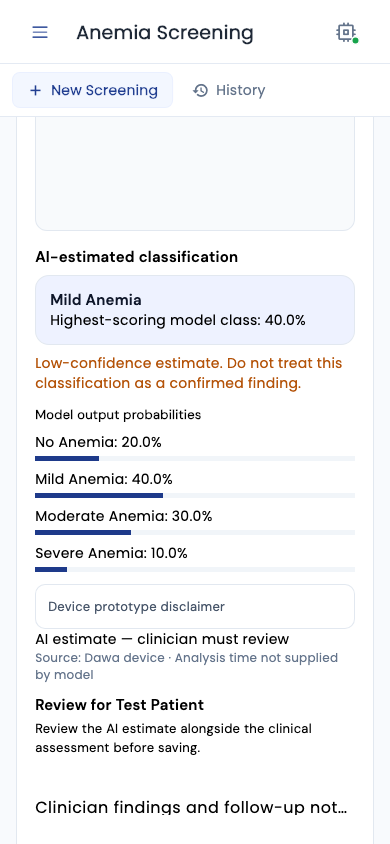 Anemia Screening
New Screening
History
AI-estimated classification
Mild Anemia
Highest-scoring model class: 40.0%
Low-confidence estimate. Do not treat this
classification as a confirmed finding.
Model output probabilities
No Anemia: 20.0%
Mild Anemia: 40.0%
Moderate Anemia: 30.0%
Severe Anemia: 10.0%
Device prototype disclaimer
AI estimate — clinician must review
Source: Dawa device · Analysis time not supplied
by model
Review for Test Patient
Review the AI estimate alongside the clinical
assessment before saving.
Clinician findings and follow-up not...